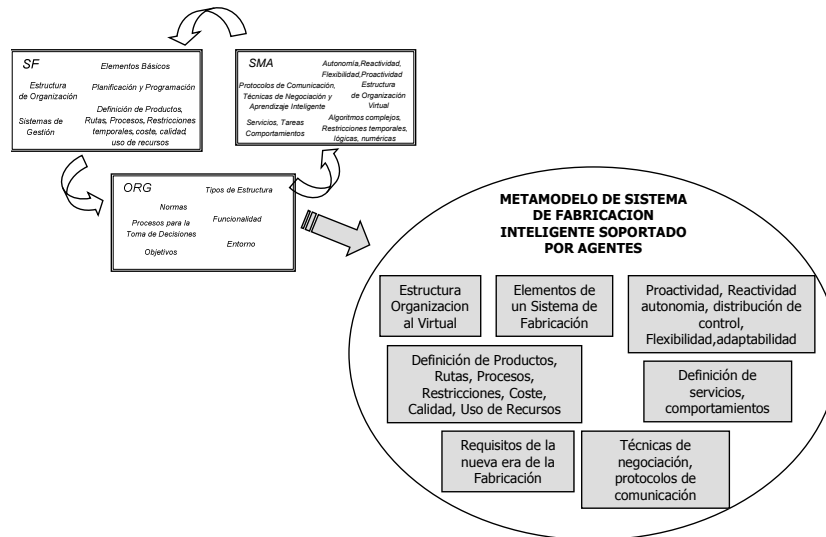 SF
Elementos Básicos
Estructura
de Organización
Planificación y Programación
Sistemas de
Gestión
Definición de Productos,
Rutas, Procesos, Restricciones
temporales, coste, calidad,
uso de recursos
SMA
Autonomía,Reactividad,
Flexibilidad,Proactividad
Protocolos de Comunicación,
Técnicas de Negociación y
Aprendizaje Inteligente
Estructura
de Organización
Virtual
Servicios, Tareas
Comportamientos
Algoritmos complejos,
Restricciones temporales,
lógicas, numéricas
ORG
Tipos de Estructura
Normas
Procesos para la
Toma de Decisiones
Funcionalidad
Objetivos
Entorno
METAMODELO DE SISTEMA
DE FABRICACION
INTELIGENTE SOPORTADO
POR AGENTES
Estructura
Organizacion
al Virtual
Elementos de
un Sistema de
Fabricación
Proactividad, Reactividad
autonomia, distribución de
control,
Flexibilidad,adaptabilidad
Definición de Productos,
Rutas, Procesos,
Restricciones, Coste,
Calidad, Uso de Recursos
Definición de
servicios,
comportamientos
Requisitos de la
nueva era de la
Fabricación
Técnicas de
negociación,
protocolos de
comunicación